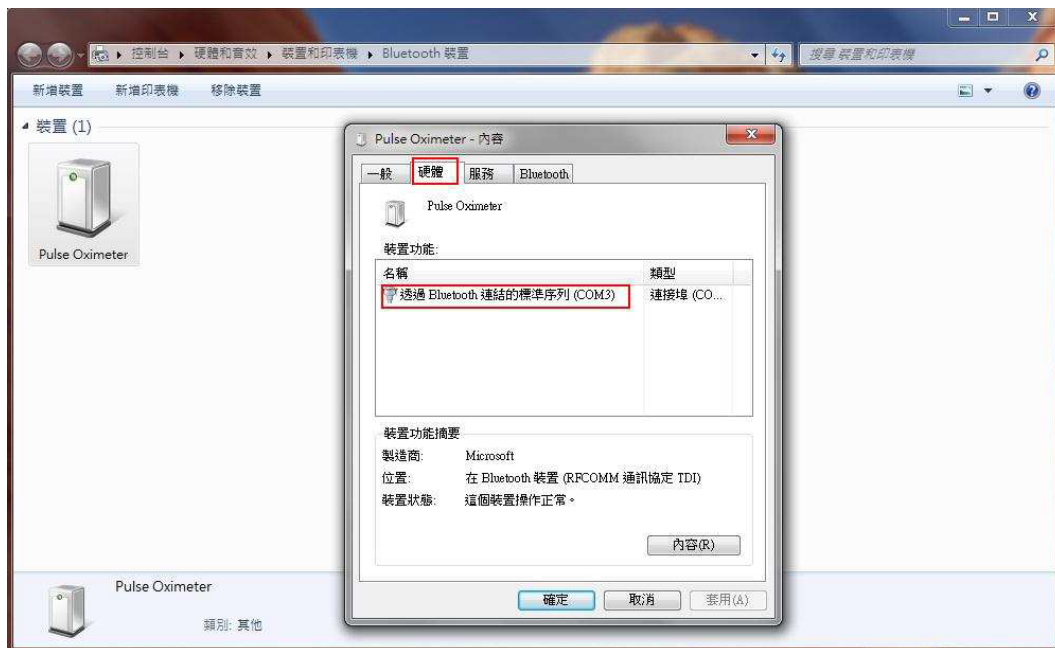 控制台 ▸ 硬體和音效 ▸ 裝置和印表機 ▸ Bluetooth 裝置
搜尋 裝置和印表機
新增裝置 新增印表機 移除裝置
裝置 (1)
Pulse Oximeter
Pulse Oximeter - 內容
一般 硬體 服務 Bluetooth
Pulse Oximeter
裝置功能:
名稱 類型
透過 Bluetooth 連結的標準序列 (COM3) 連接埠 (CO...
裝置功能摘要
製造商: Microsoft
位置: 在 Bluetooth 裝置 (RFCOMM 通訊協定 TDI)
裝置狀態: 這個裝置操作正常。
內容(R)
確定 取消 套用(A)
Pulse Oximeter
類別: 其他